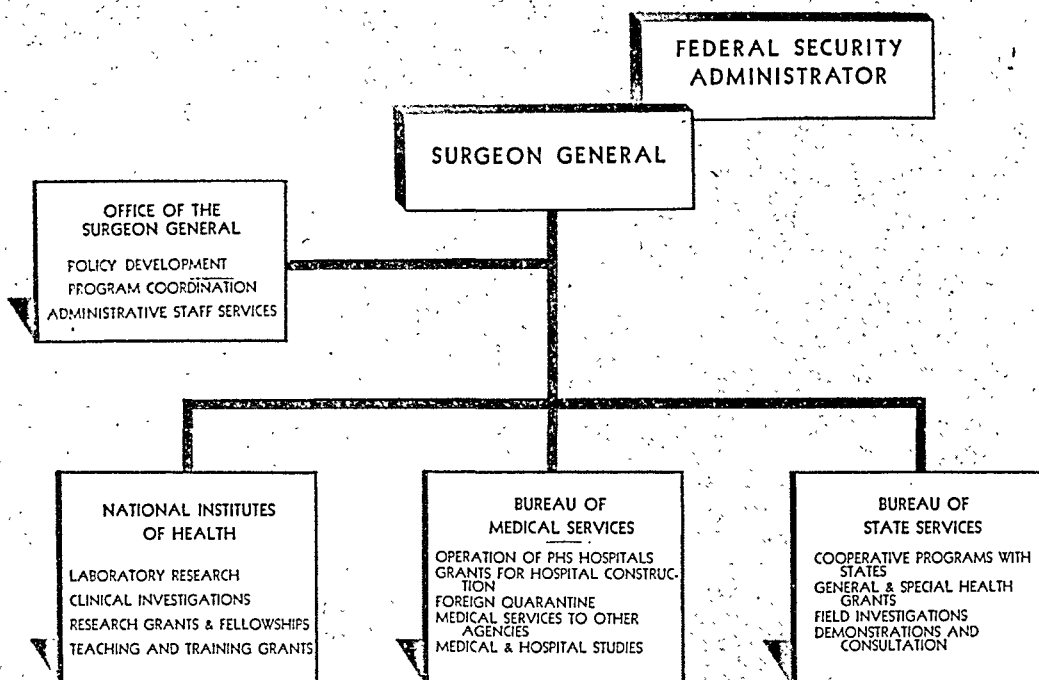 FEDERAL SECURITY
ADMINISTRATOR
SURGEON GENERAL
OFFICE OF THE
SURGEON GENERAL
POLICY DEVELOPMENT
PROGRAM COORDINATION
ADMINISTRATIVE STAFF SERVICES
NATIONAL INSTITUTES
OF HEALTH
LABORATORY RESEARCH
CLINICAL INVESTIGATIONS
RESEARCH GRANTS & FELLOWSHIPS
TEACHING AND TRAINING GRANTS
BUREAU OF
MEDICAL SERVICES
OPERATION OF PHS HOSPITALS
GRANTS FOR HOSPITAL CONSTRUC-
TION
FOREIGN QUARANTINE
MEDICAL SERVICES TO OTHER
AGENCIES
MEDICAL & HOSPITAL STUDIES
BUREAU OF
STATE SERVICES
COOPERATIVE PROGRAMS WITH
STATES
GENERAL & SPECIAL HEALTH
GRANTS
FIELD INVESTIGATIONS
DEMONSTRATIONS AND
CONSULTATION